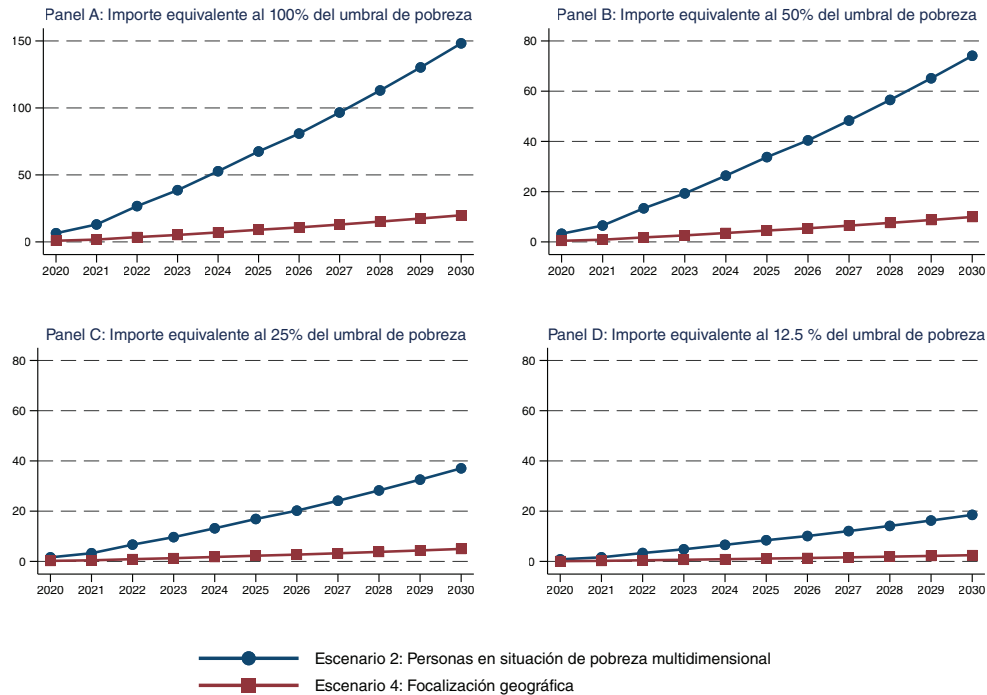 Panel A: Importe equivalente al 100% del umbral de pobreza
150
100
50
0
2020 2021 2022 2023 2024 2025 2026 2027 2028 2029 2030
Panel B: Importe equivalente al 50% del umbral de pobreza
80
60
40
20
0
2020 2021 2022 2023 2024 2025 2026 2027 2028 2029 2030
Panel C: Importe equivalente al 25% del umbral de pobreza
80
60
40
20
0
2020 2021 2022 2023 2024 2025 2026 2027 2028 2029 2030
Panel D: Importe equivalente al 12.5 % del umbral de pobreza
80
60
40
20
0
2020 2021 2022 2023 2024 2025 2026 2027 2028 2029 2030
Escenario 2: Personas en situación de pobreza multidimensional
Escenario 4: Focalización geográfica